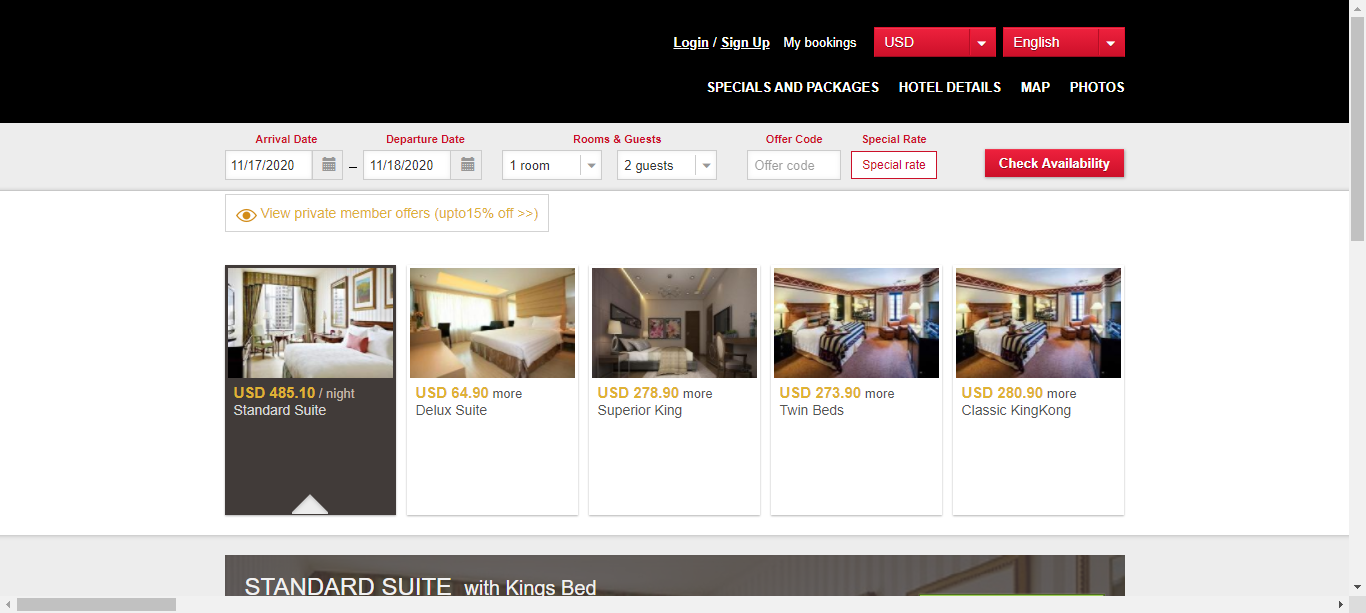 Login / Sign Up My bookings USD English
SPECIALS AND PACKAGES HOTEL DETAILS MAP PHOTOS
Arrival Date Departure Date Rooms & Guests Offer Code Special Rate
11/17/2020 – 11/18/2020 1 room 2 guests Offer code Special rate Check Availability
View private member offers (upto15% off >>)
USD 485.10 / night
Standard Suite
USD 64.90 more
Delux Suite
USD 278.90 more
Superior King
USD 273.90 more
Twin Beds
USD 280.90 more
Classic KingKong
STANDARD SUITE with Kings Bed